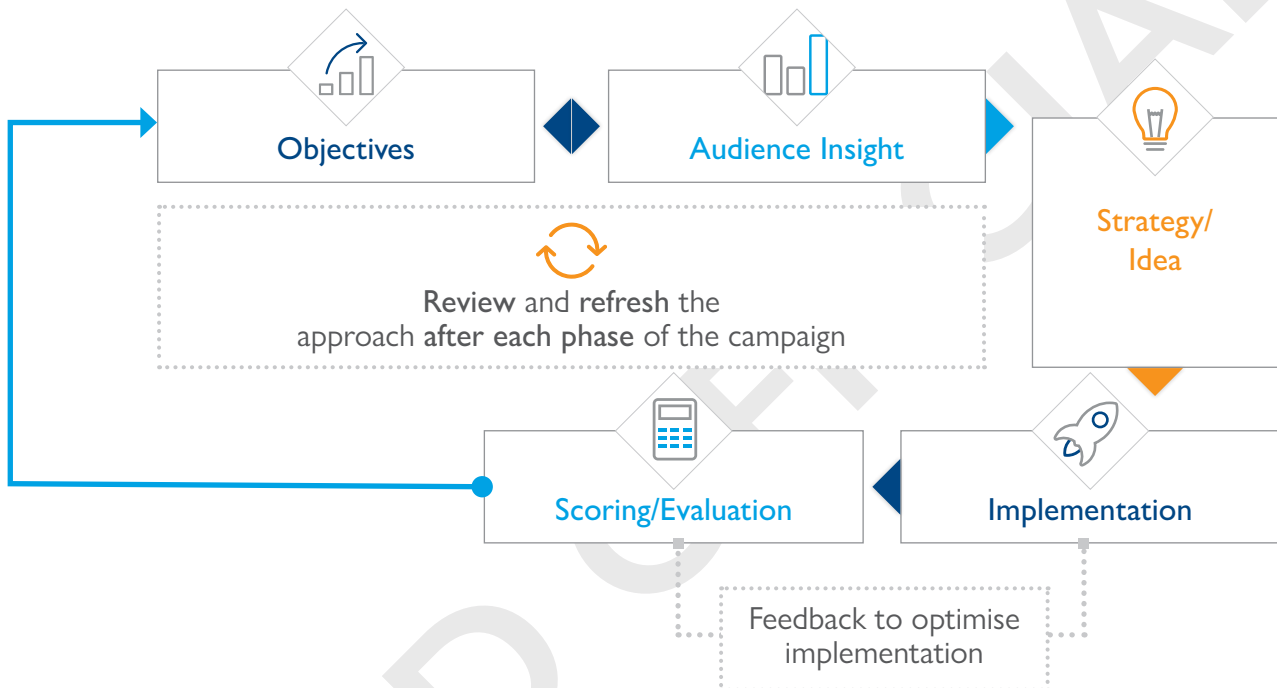 Objectives
Audience Insight
Strategy/
Idea
Review and refresh the
approach after each phase of the campaign
Scoring/Evaluation
Implementation
Feedback to optimise
implementation